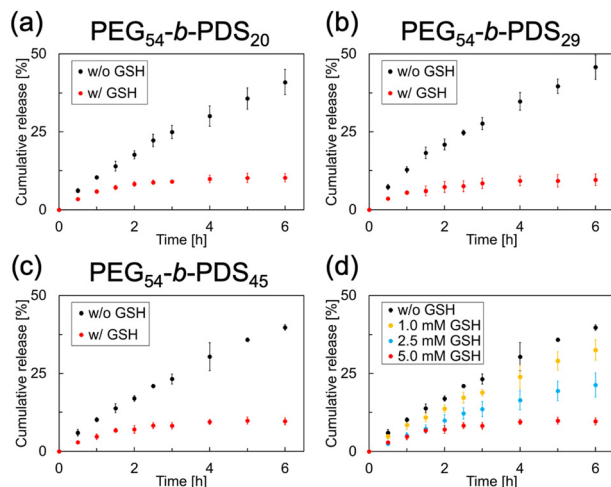 (a) PEG54-b-PDS20
50
25
0
Cumulative release [%]
w/o GSH
w/ GSH
0 2 4 6
Time [h]
(b) PEG54-b-PDS29
50
25
0
Cumulative release [%]
w/o GSH
w/ GSH
0 2 4 6
Time [h]
(c) PEG54-b-PDS45
50
25
0
Cumulative release [%]
w/o GSH
w/ GSH
0 2 4 6
Time [h]
(d)
50
25
0
Cumulative release [%]
w/o GSH
1.0 mM GSH
2.5 mM GSH
5.0 mM GSH
0 2 4 6
Time [h]